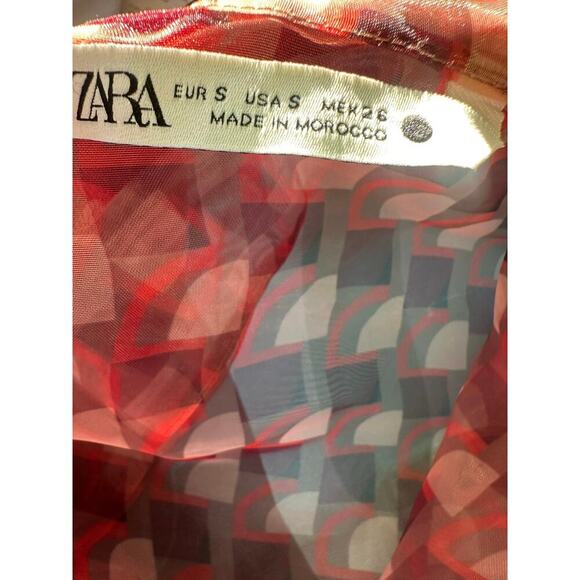 ZARA
EUR S USA S MEX 26
MADE IN MOROCCO